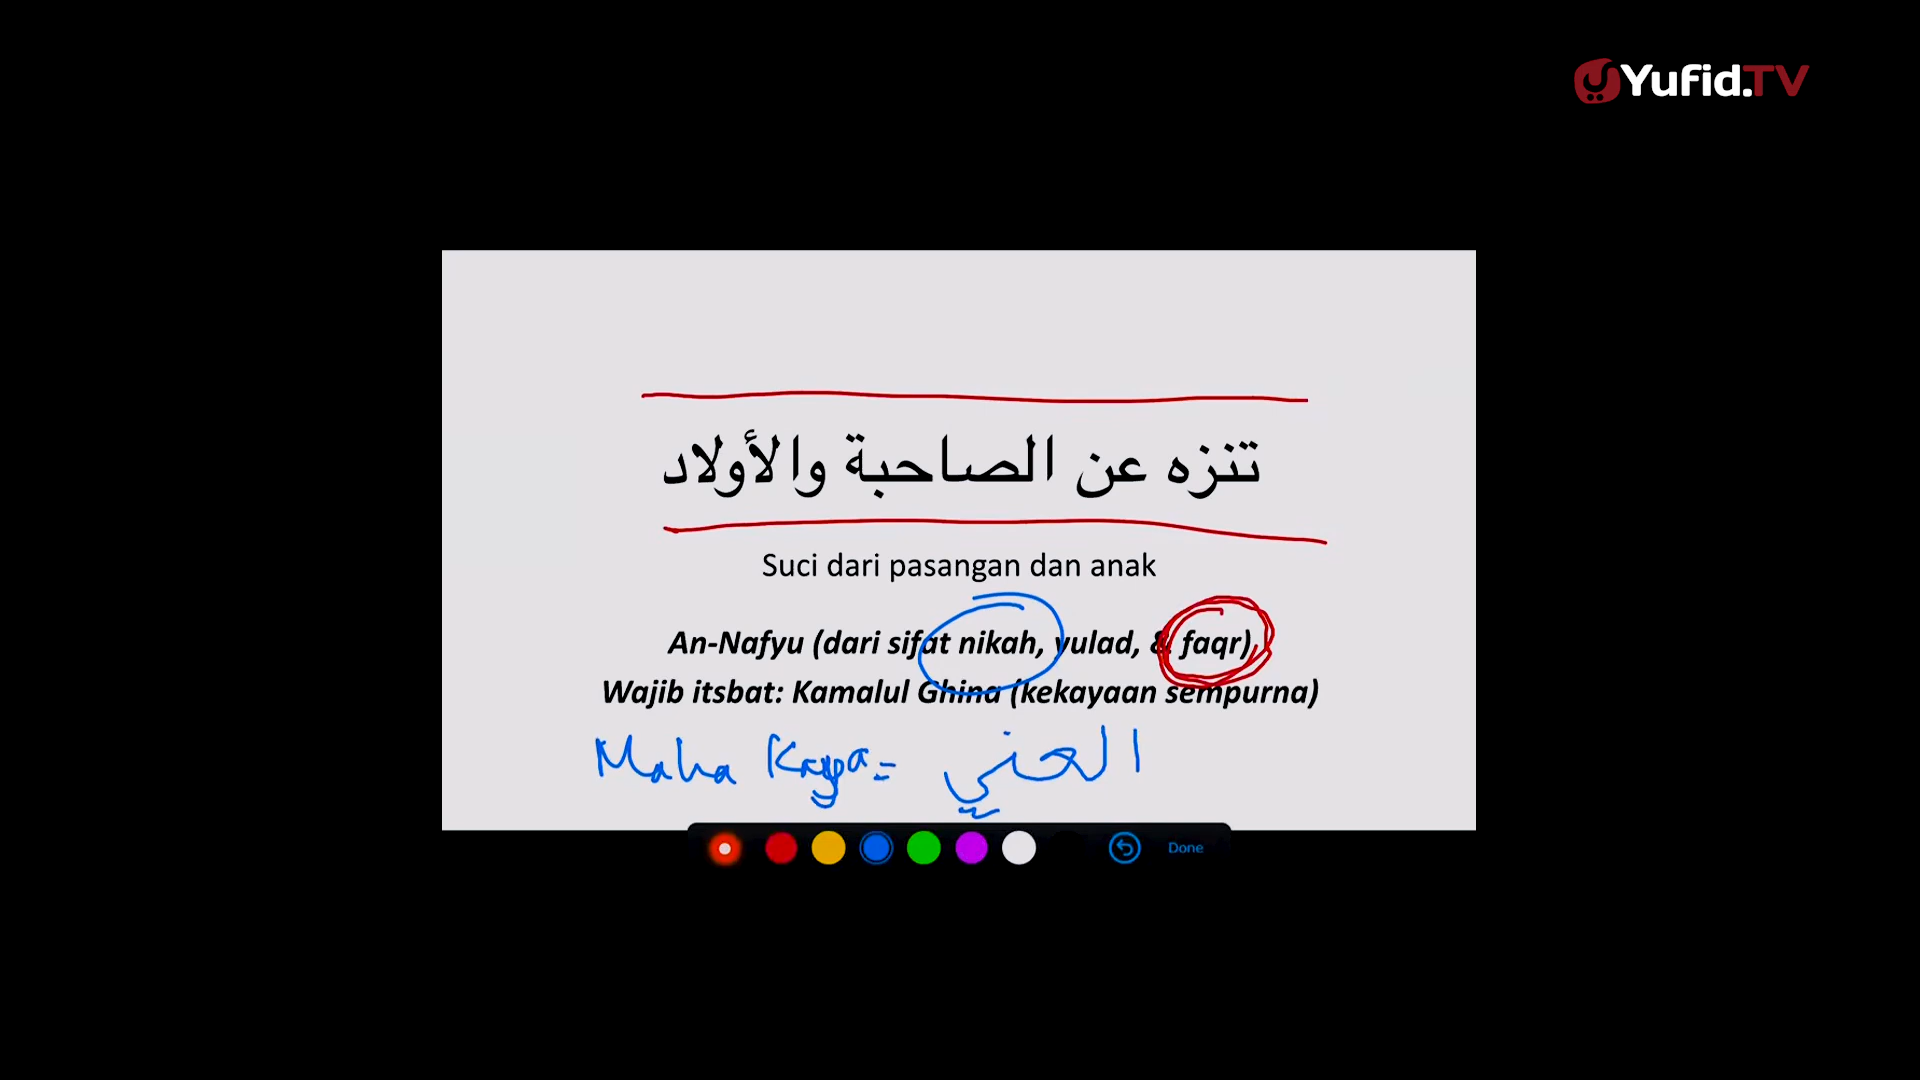 Yufid.TV
تنزه عن الصاحبة والأولاد
Suci dari pasangan dan anak
An-Nafyu (dari sifat nikah, yulad, & faqr)
Wajib itsbat: Kamalul Ghina (kekayaan sempurna)
Maha Kaya = الغني
Done